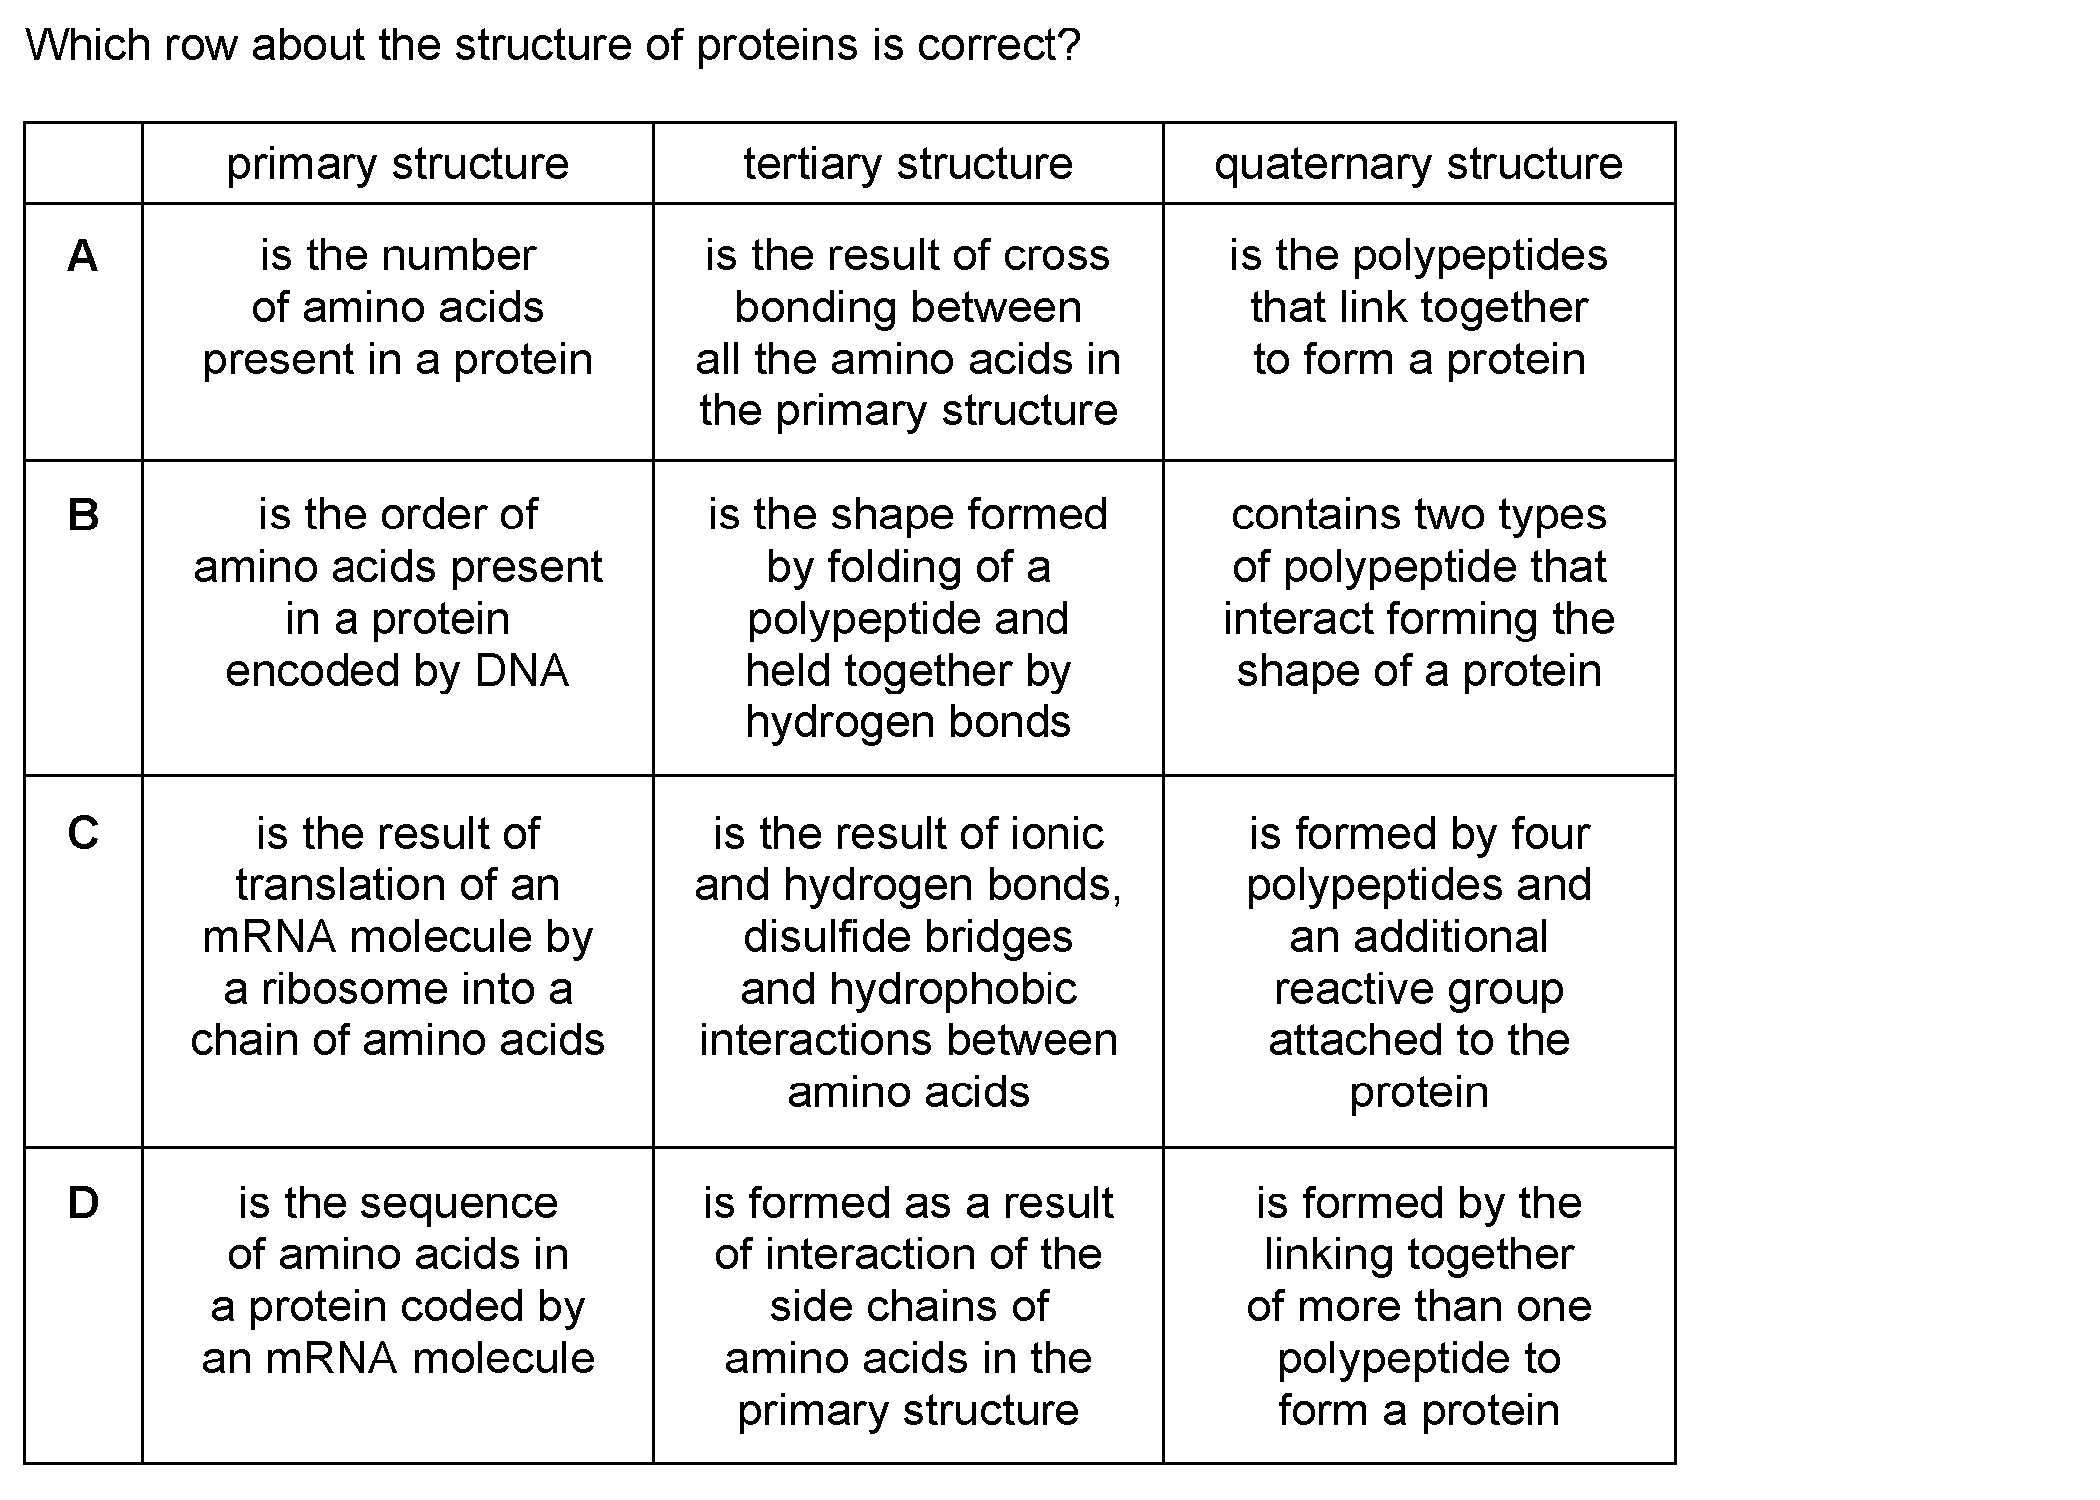 Which row about the structure of proteins is correct?
primary structure
tertiary structure
quaternary structure
A
is the number
of amino acids
present in a protein
is the result of cross
bonding between
all the amino acids in
the primary structure
is the polypeptides
that link together
to form a protein
B
is the order of
amino acids present
in a protein
encoded by DNA
is the shape formed
by folding of a
polypeptide and
held together by
hydrogen bonds
contains two types
of polypeptide that
interact forming the
shape of a protein
C
is the result of
translation of an
mRNA molecule by
a ribosome into a
chain of amino acids
is the result of ionic
and hydrogen bonds,
disulfide bridges
and hydrophobic
interactions between
amino acids
is formed by four
polypeptides and
an additional
reactive group
attached to the
protein
D
is the sequence
of amino acids in
a protein coded by
an mRNA molecule
is formed as a result
of interaction of the
side chains of
amino acids in the
primary structure
is formed by the
linking together
of more than one
polypeptide to
form a protein